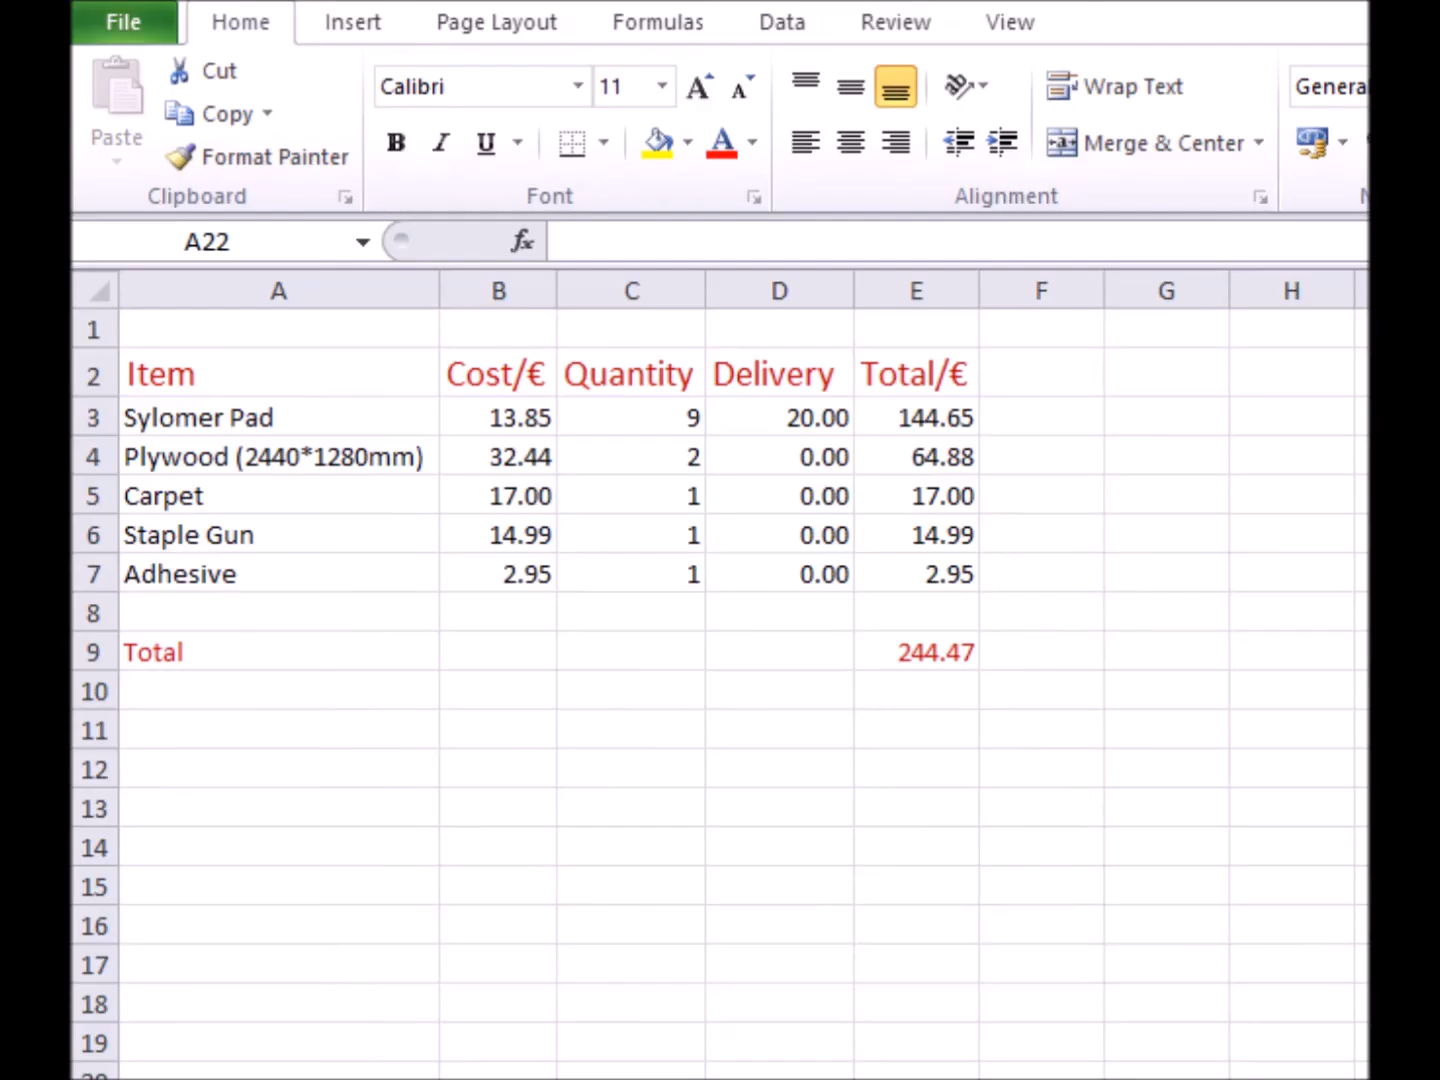 File Home Insert Page Layout Formulas Data Review View
Cut
Copy
Paste
Format Painter
Clipboard
Calibri 11 A A
B I U A
Font
Wrap Text
Merge & Center
Alignment
A22 fx
A B C D E F G H
1
2 Item Cost/€ Quantity Delivery Total/€
3 Sylomer Pad 13.85 9 20.00 144.65
4 Plywood (2440*1280mm) 32.44 2 0.00 64.88
5 Carpet 17.00 1 0.00 17.00
6 Staple Gun 14.99 1 0.00 14.99
7 Adhesive 2.95 1 0.00 2.95
8
9 Total 244.47
10
11
12
13
14
15
16
17
18
19